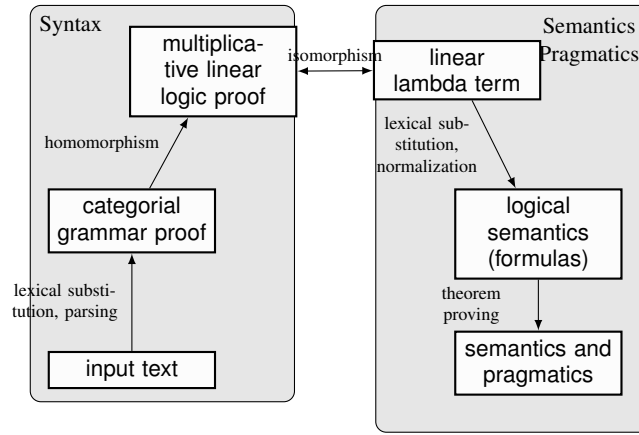 Syntax
multiplica-
tive linear
logic proof
homomorphism
categorial
grammar proof
lexical substi-
tution, parsing
input text
isomorphism
Semantics
Pragmatics
linear
lambda term
lexical sub-
stitution,
normalization
logical
semantics
(formulas)
theorem
proving
semantics and
pragmatics